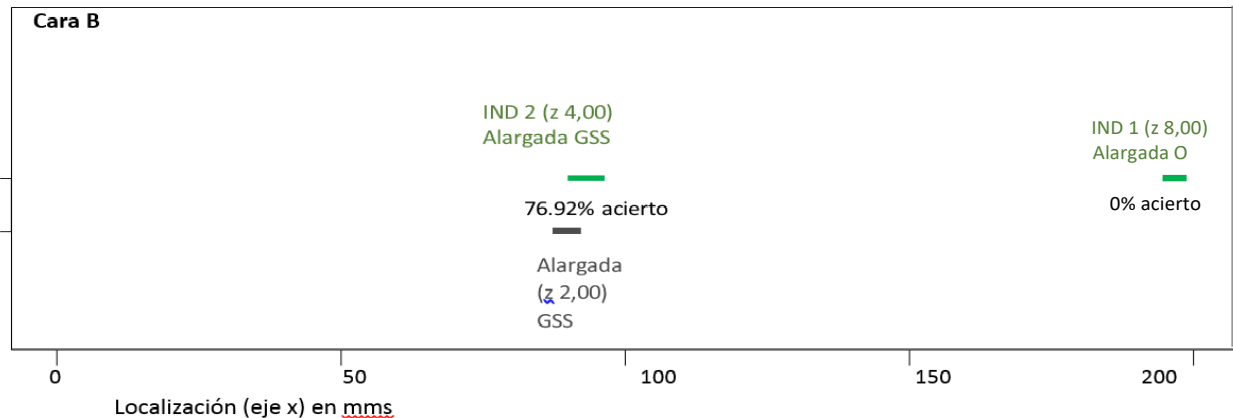 Cara B
IND 2 (z 4,00)
Alargada GSS
IND 1 (z 8,00)
Alargada O
76.92% acierto
0% acierto
Alargada
(z 2,00)
GSS
0 50 100 150 200
Localización (eje x) en mms